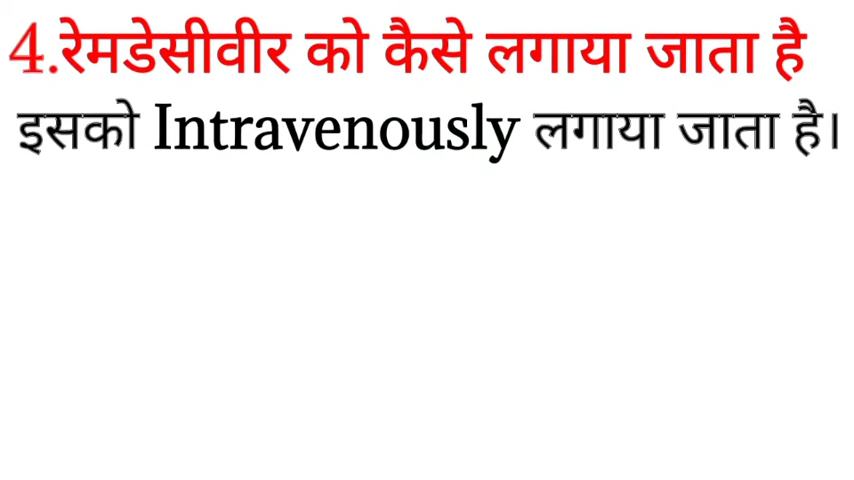 4.रेमडेसीवीर को कैसे लगाया जाता है
इसको Intravenously लगाया जाता है।